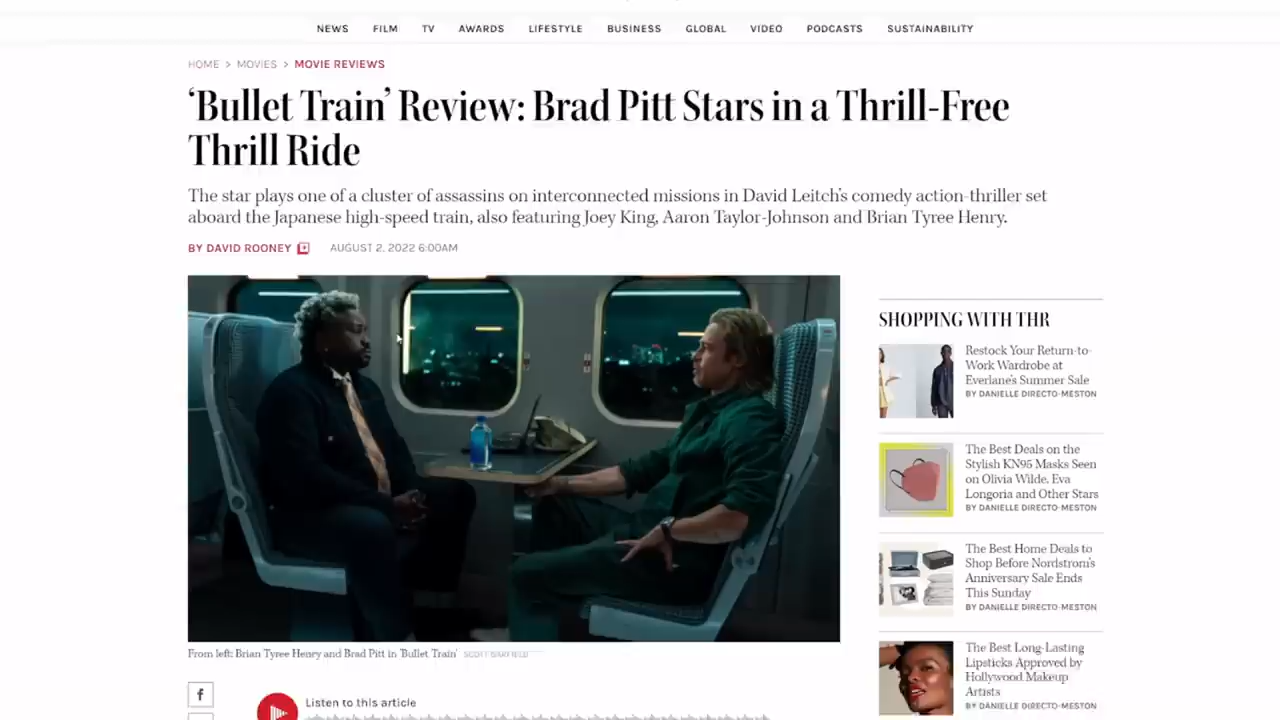 NEWS FILM TV AWARDS LIFESTYLE BUSINESS GLOBAL VIDEO PODCASTS SUSTAINABILITY
HOME > MOVIES > MOVIE REVIEWS
‘Bullet Train’ Review: Brad Pitt Stars in a Thrill-Free
Thrill Ride
The star plays one of a cluster of assassins on interconnected missions in David Leitch's comedy action-thriller set
aboard the Japanese high-speed train, also featuring Joey King, Aaron Taylor-Johnson and Brian Tyree Henry.
BY DAVID ROONEY AUGUST 2, 2022 6:00AM
From left: Brian Tyree Henry and Brad Pitt in 'Bullet Train'
Listen to this article
SHOPPING WITH THR
Restock Your Return-to-
Work Wardrobe at
Everlane's Summer Sale
BY DANIELLE DIRECTO-MESTON
The Best Deals on the
Stylish KN95 Masks Seen
on Olivia Wilde, Eva
Longoria and Other Stars
BY DANIELLE DIRECTO-MESTON
The Best Home Deals to
Shop Before Nordstrom's
Anniversary Sale Ends
This Sunday
BY DANIELLE DIRECTO-MESTON
The Best Long-Lasting
Lipsticks Approved by
Hollywood Makeup
Artists
BY DANIELLE DIRECTO-MESTON